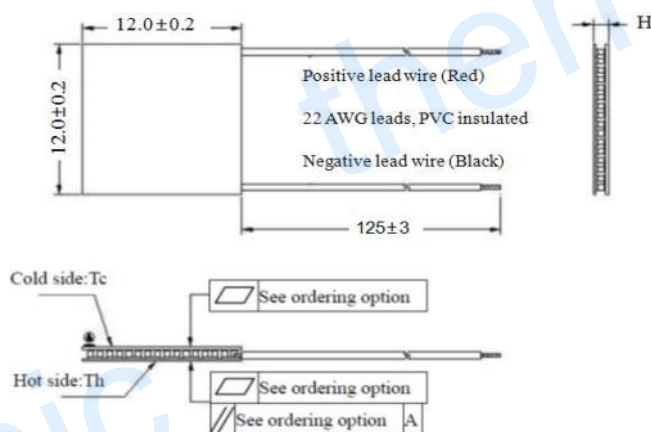 12.0±0.2
H
12.0±0.2
Positive lead wire (Red)
22 AWG leads, PVC insulated
Negative lead wire (Black)
125±3
Cold side:Tc
See ordering option
Hot side:Th
See ordering option
See ordering option A